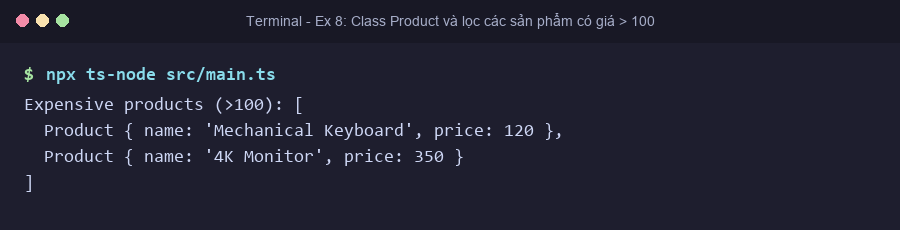 Terminal - Ex 8: Class Product và lọc các sản phẩm có giá > 100
$ npx ts-node src/main.ts
Expensive products (>100): [
  Product { name: 'Mechanical Keyboard', price: 120 },
  Product { name: '4K Monitor', price: 350 }
]